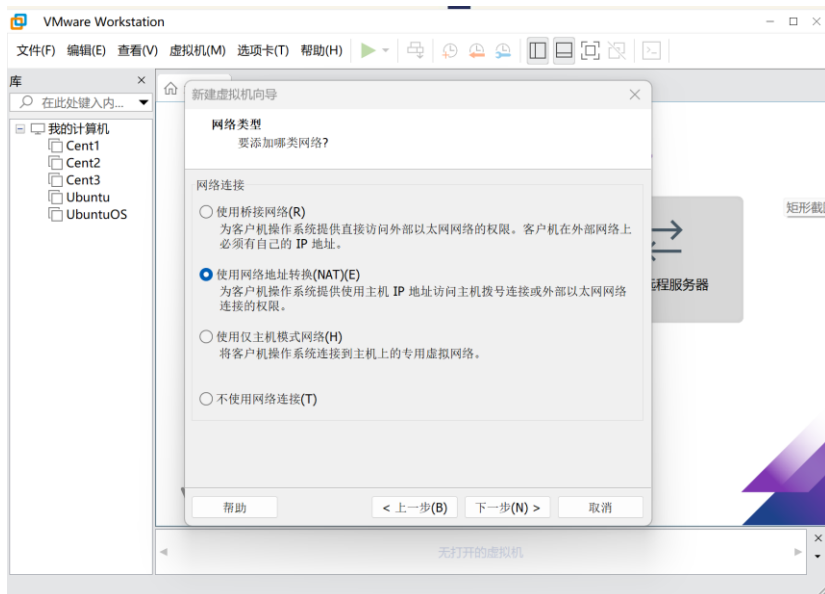 VMware Workstation
文件(F) 编辑(E) 查看(V) 虚拟机(M) 选项卡(T) 帮助(H)
库
在此处键入内...
我的计算机
Cent1
Cent2
Cent3
Ubuntu
UbuntuOS
新建虚拟机向导
网络类型
要添加哪类网络?
网络连接
使用桥接网络(R)
为客户机操作系统提供直接访问外部以太网网络的权限。客户机在外部网络上
必须有自己的 IP 地址。
使用网络地址转换(NAT)(E)
为客户机操作系统提供使用主机 IP 地址访问主机拨号连接或外部以太网网络
连接的权限。
使用仅主机模式网络(H)
将客户机操作系统连接到主机上的专用虚拟网络。
不使用网络连接(T)
帮助
< 上一步(B)
下一步(N) >
取消
程服务器
矩形截
无打开的虚拟机